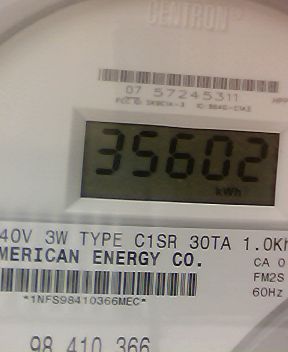 CENTRON®
07 57245311
35602
kWh
40V 3W TYPE C1SR 30TA 1.0Kh
MERICAN ENERGY CO.
CA 0
FM2S
60Hz
*1NFS98410366MEC*
98 410 366